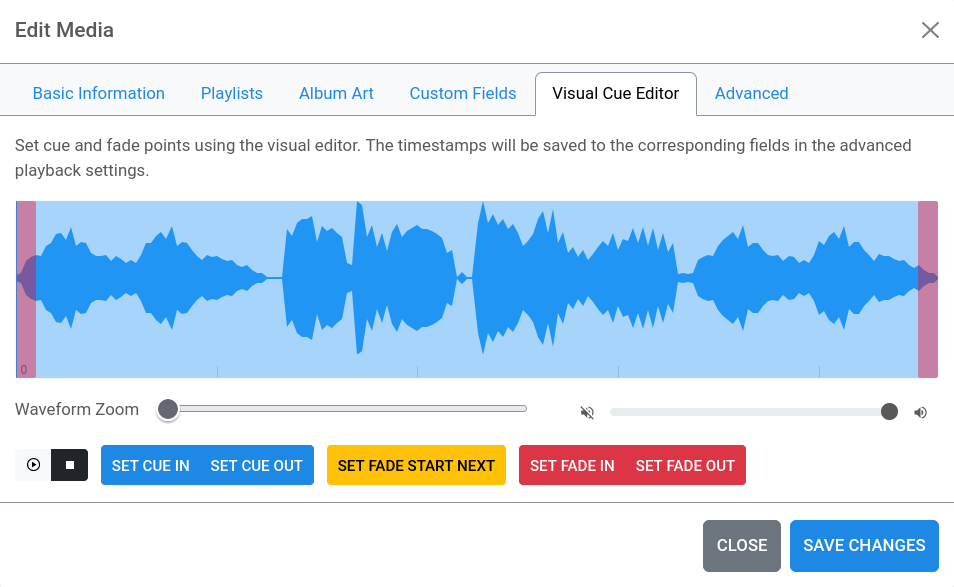 Edit Media
Basic Information Playlists Album Art Custom Fields Visual Cue Editor Advanced
Set cue and fade points using the visual editor. The timestamps will be saved to the corresponding fields in the advanced
playback settings.
0
Waveform Zoom
SET CUE IN SET CUE OUT SET FADE START NEXT SET FADE IN SET FADE OUT
CLOSE SAVE CHANGES